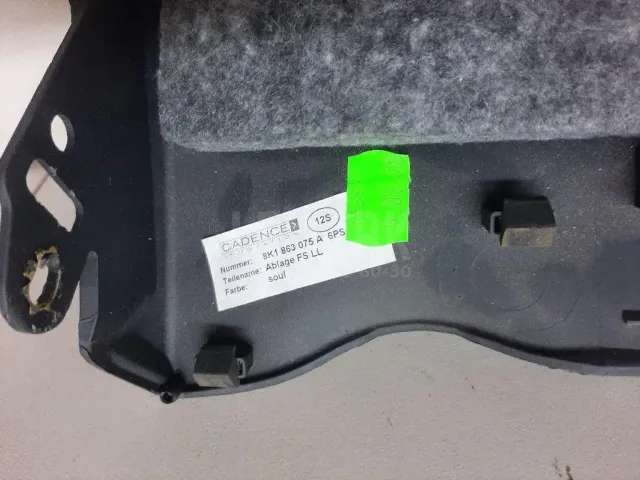 CADENCE
12S
Nummer: 8K1 863 075 A 6PS
Teilename: Ablage FS LL
Farbe: soul